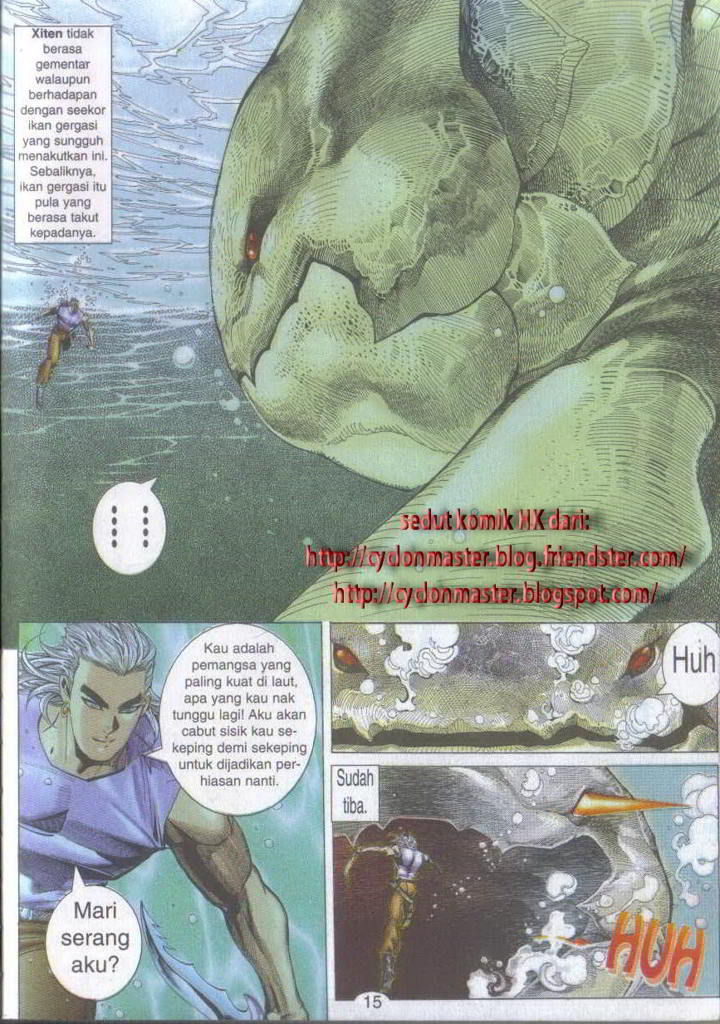 Xiten tidak
berasa
gementar
walaupun
berhadapan
dengan seekor
ikan gergasi
yang sungguh
menakutkan ini.
Sebaliknya,
ikan gergasi itu
pula yang
berasa takut
kepadanya.
sedut komik HK dari:
http://cydonmaster.blog.friendster.com/
http://cydonmaster.blogspot.com/
Kau adalah
pemangsa yang
paling kuat di laut,
apa yang kau nak
tunggu lagi! Aku akan
cabut sisik kau se-
keping demi sekeping
untuk dijadikan per-
hiasan nanti.
Mari
serang
aku?
Huh
Sudah
tiba.
HUH
15